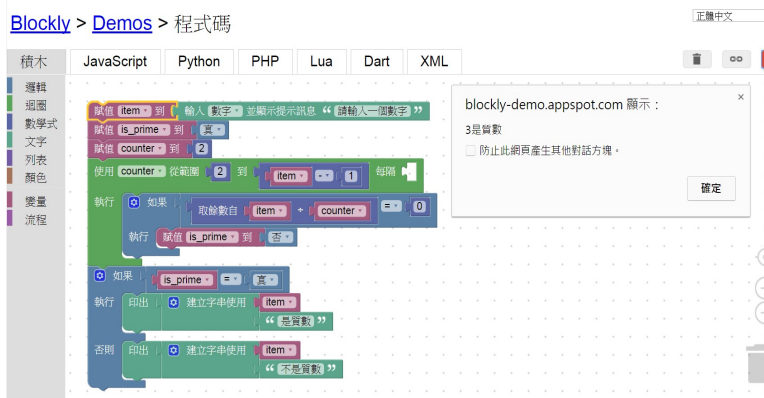 正體中文
Blockly > Demos > 程式碼
積木 JavaScript Python PHP Lua Dart XML
邏輯
迴圈
數學式
文字
列表
顏色
變量
流程
賦值 item 到 輸入 數字 並顯示提示訊息 “ 請輸入一個數字 ”
賦值 is_prime 到 真
賦值 counter 到 2
使用 counter 從範圍 2 到 item - 1 每隔
執行 如果 取餘數自 item ÷ counter = 0
執行 賦值 is_prime 到 否
如果 is_prime = 真
執行 印出 建立字串使用 item
“ 是質數 ”
否則 印出 建立字串使用 item
“ 不是質數 ”
blockly-demo.appspot.com 顯示：
×
3是質數
防止此網頁產生其他對話方塊。
確定